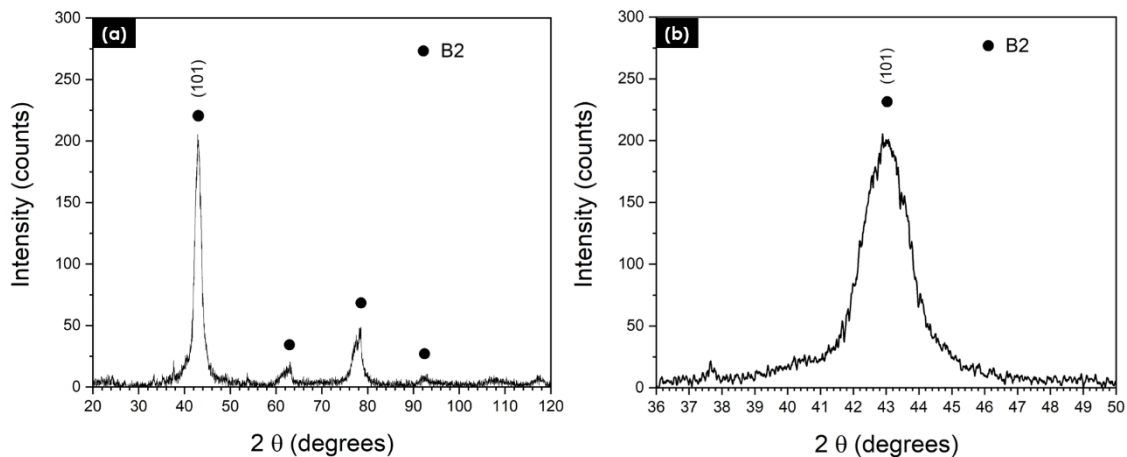 (a)
B2
(101)
Intensity (counts)
300
250
200
150
100
50
0
20 30 40 50 60 70 80 90 100 110 120
2 θ (degrees)
(b)
B2
(101)
Intensity (counts)
300
250
200
150
100
50
0
36 37 38 39 40 41 42 43 44 45 46 47 48 49 50
2 θ (degrees)